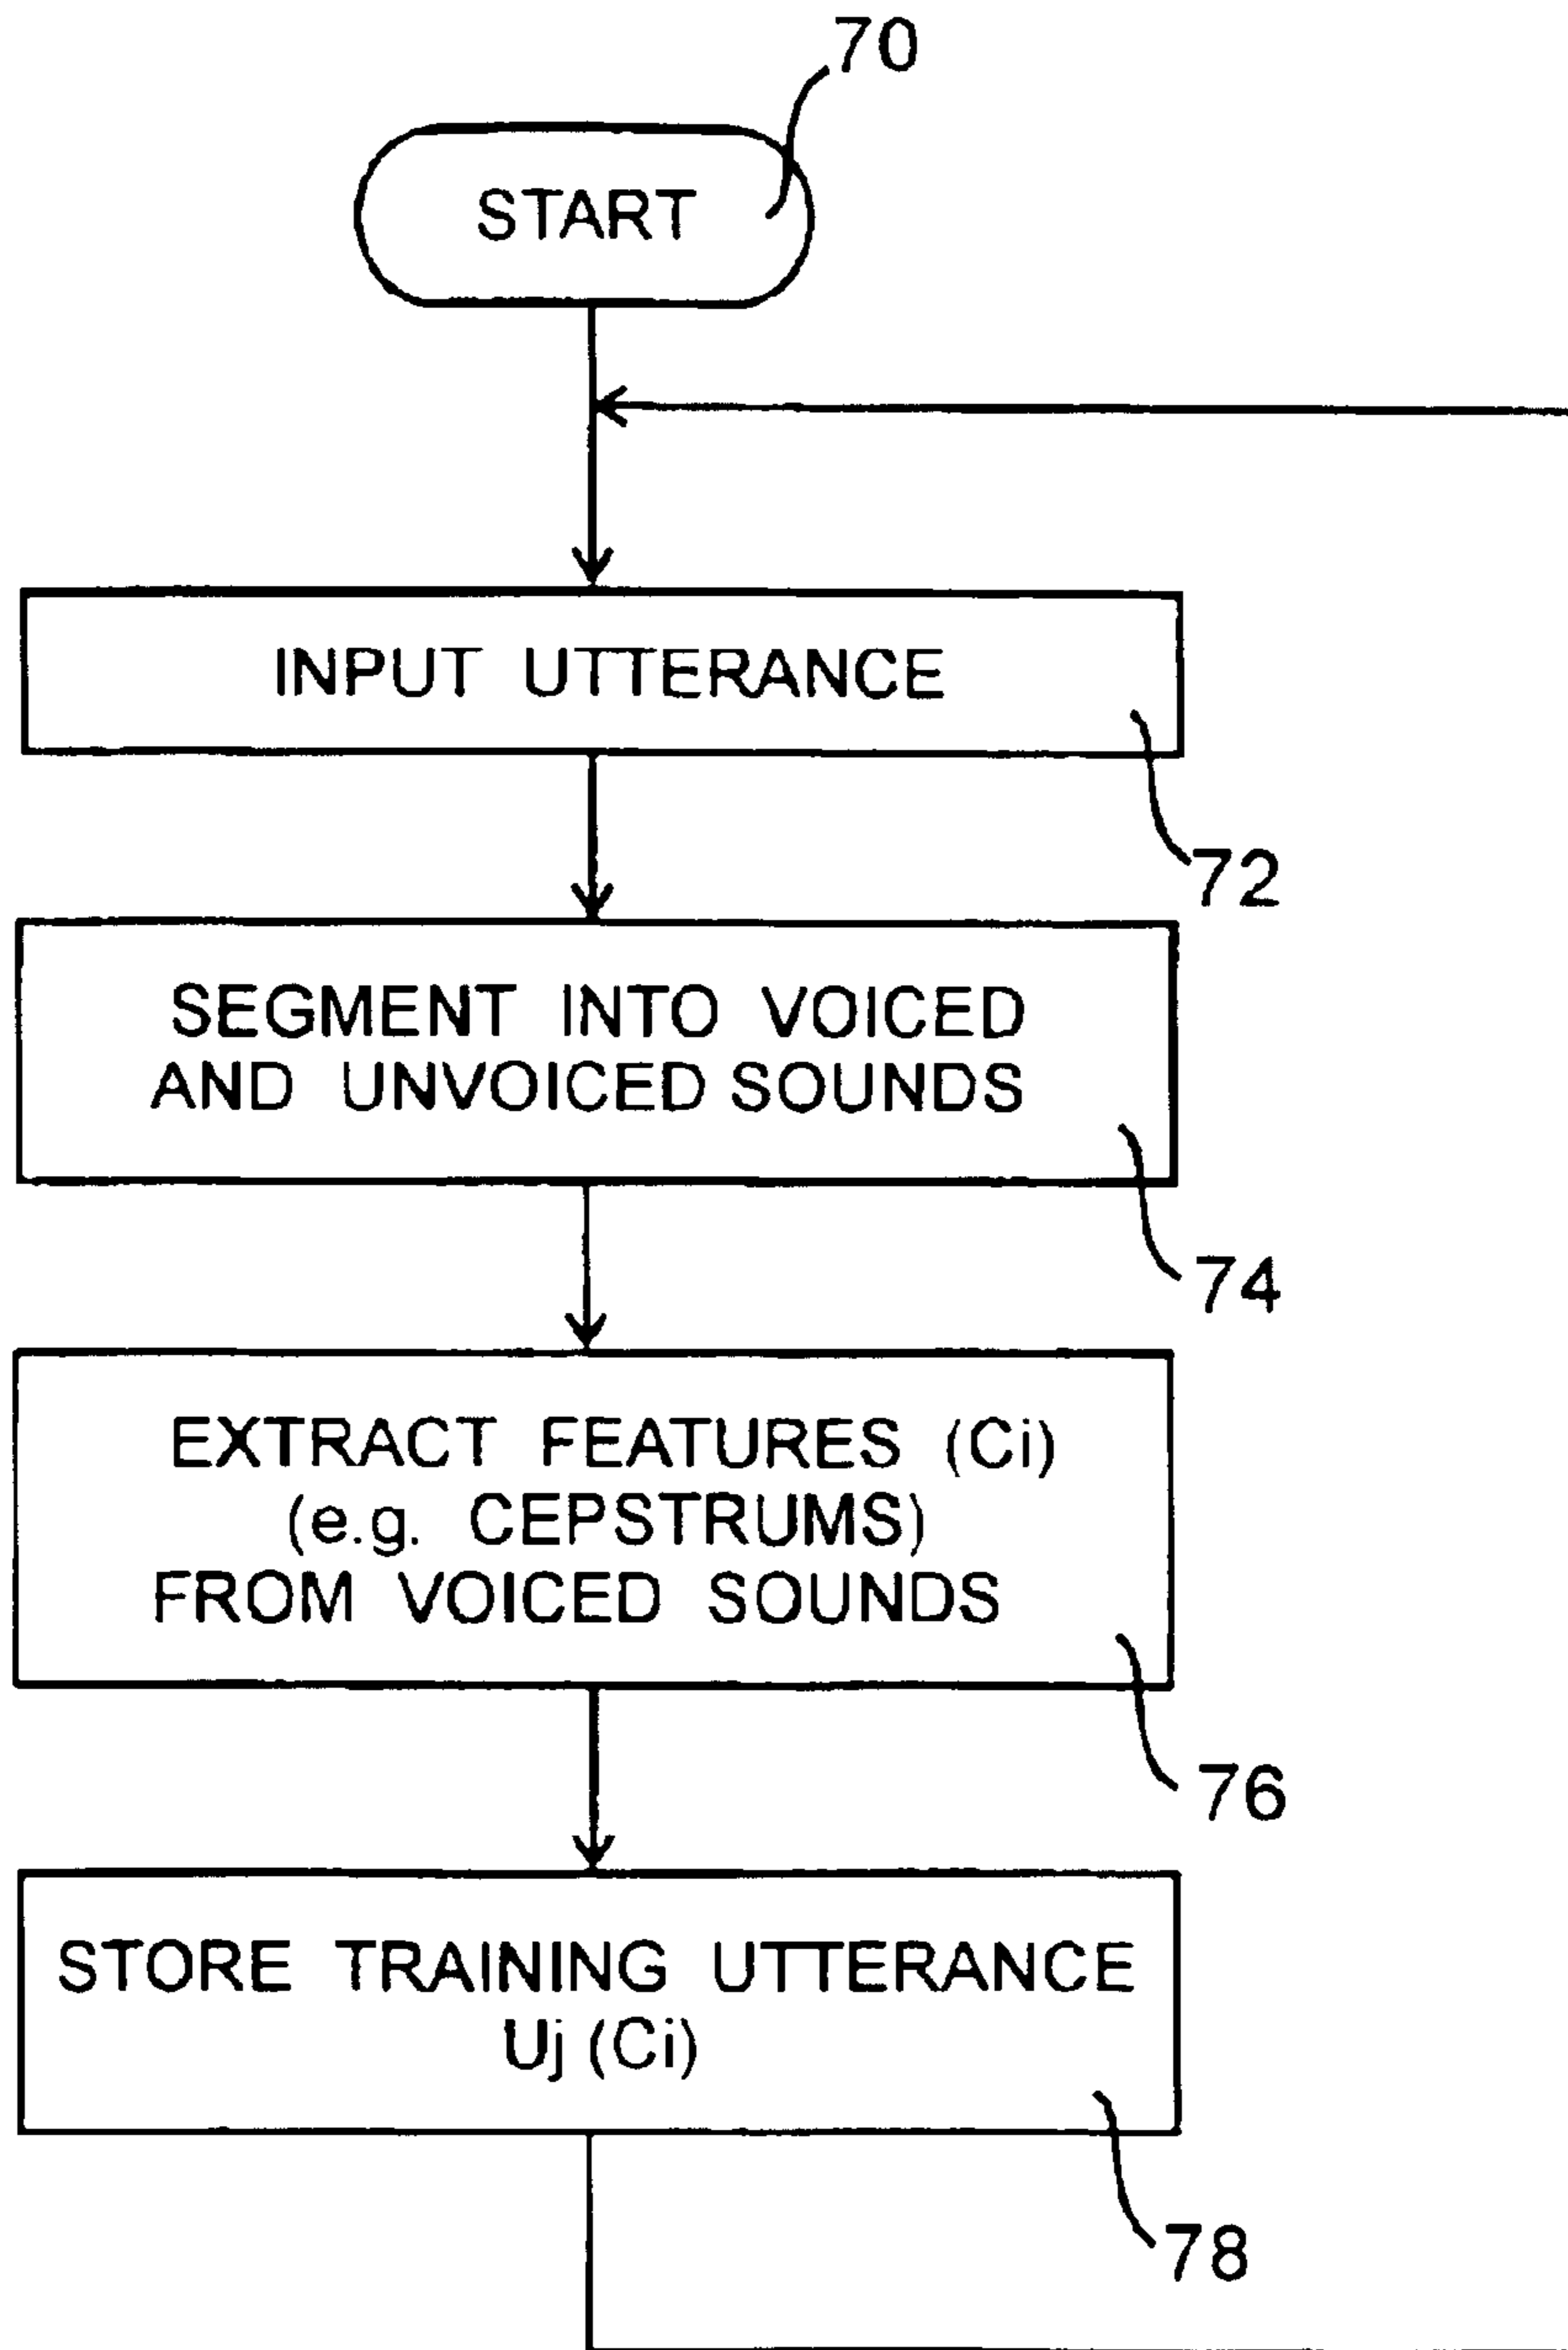 70
START
INPUT UTTERANCE
72
SEGMENT INTO VOICED
AND UNVOICED SOUNDS
74
EXTRACT FEATURES (Ci)
(e.g. CEPSTRUMS)
FROM VOICED SOUNDS
76
STORE TRAINING UTTERANCE
Uj (Ci)
78